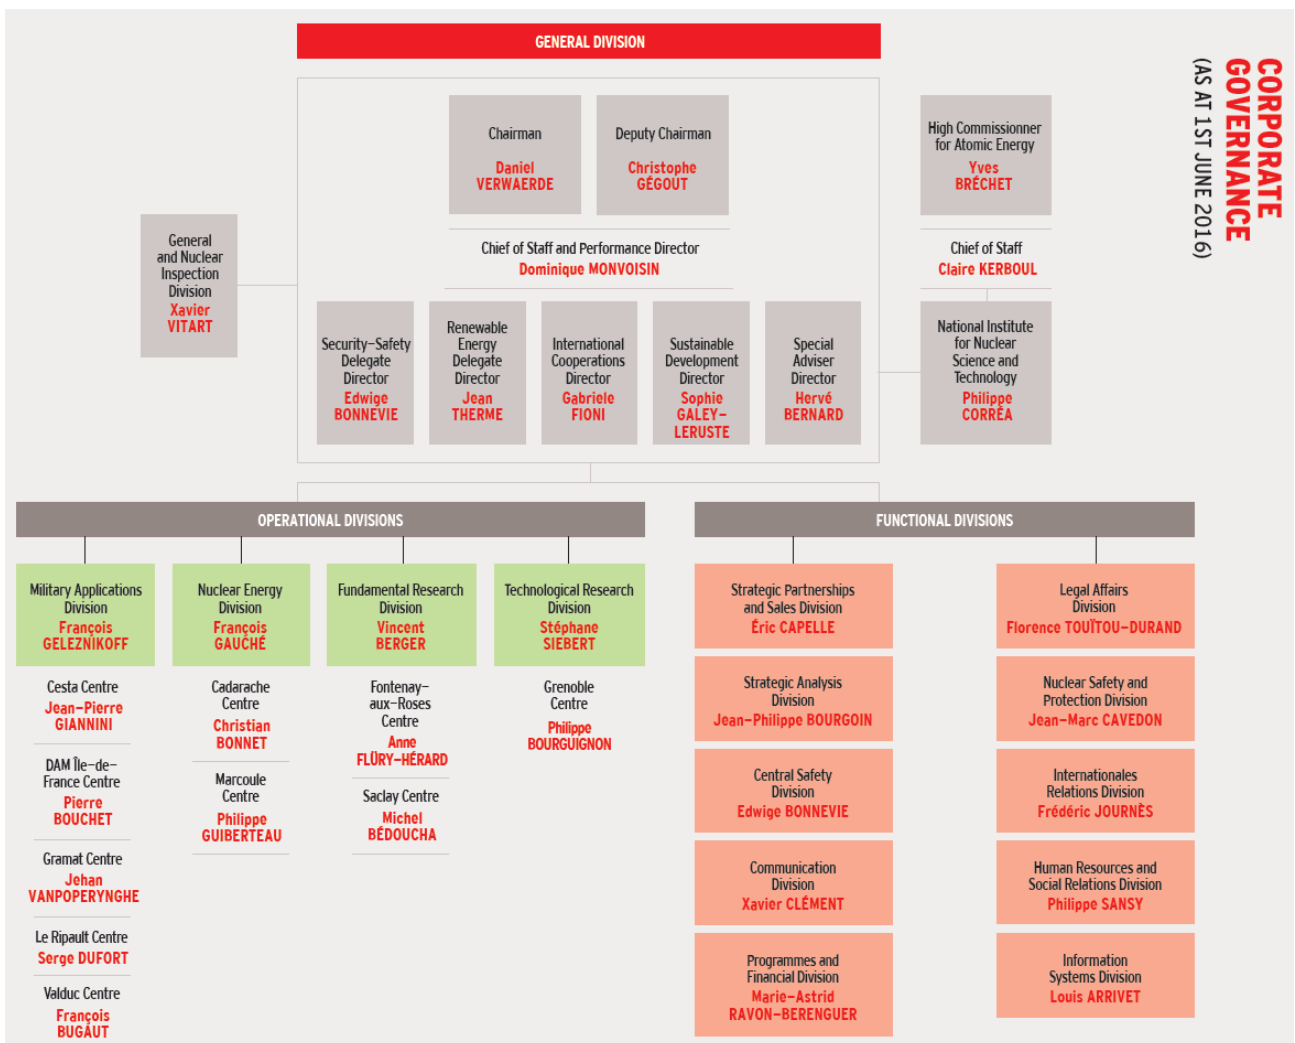 GENERAL DIVISION
CORPORATE
GOVERNANCE
(AS AT 1ST JUNE 2016)
Chairman
Daniel
VERWAERDE
Deputy Chairman
Christophe
GÉGOUT
High Commissionner
for Atomic Energy
Yves
BRÉCHET
Chief of Staff and Performance Director
Dominique MONVOISIN
Chief of Staff
Claire KERBOUL
General
and Nuclear
Inspection
Division
Xavier
VITART
Security–Safety
Delegate
Director
Edwige
BONNEVIE
Renewable
Energy
Delegate
Director
Jean
THERME
International
Cooperations
Director
Gabriele
FIONI
Sustainable
Development
Director
Sophie
GALEY–
LERUSTE
Special
Adviser
Director
Hervé
BERNARD
National Institute
for Nuclear
Science and
Technology
Philippe
CORRÉA
OPERATIONAL DIVISIONS
Military Applications
Division
François
GELEZNIKOFF
Cesta Centre
Jean–Pierre
GIANNINI
DAM Île–de–
France Centre
Pierre
BOUCHET
Gramat Centre
Jehan
VANPOPERYNGHE
Le Ripault Centre
Serge DUFORT
Valduc Centre
François
BUGAUT
Nuclear Energy
Division
François
GAUCHÉ
Cadarache
Centre
Christian
BONNET
Marcoule
Centre
Philippe
GUIBERTEAU
Fundamental Research
Division
Vincent
BERGER
Fontenay–
aux–Roses
Centre
Anne
FLÜRY–HÉRARD
Saclay Centre
Michel
BÉDOUCHA
Technological Research
Division
Stéphane
SIEBERT
Grenoble
Centre
Philippe
BOURGUIGNON
FUNCTIONAL DIVISIONS
Strategic Partnerships
and Sales Division
Éric CAPELLE
Strategic Analysis
Division
Jean–Philippe BOURGOIN
Central Safety
Division
Edwige BONNEVIE
Communication
Division
Xavier CLÉMENT
Programmes and
Financial Division
Marie–Astrid
RAVON–BERENGUER
Legal Affairs
Division
Florence TOUÏTOU–DURAND
Nuclear Safety and
Protection Division
Jean–Marc CAVEDON
Internationales
Relations Division
Frédéric JOURNÈS
Human Resources and
Social Relations Division
Philippe SANSY
Information
Systems Division
Louis ARRIVET